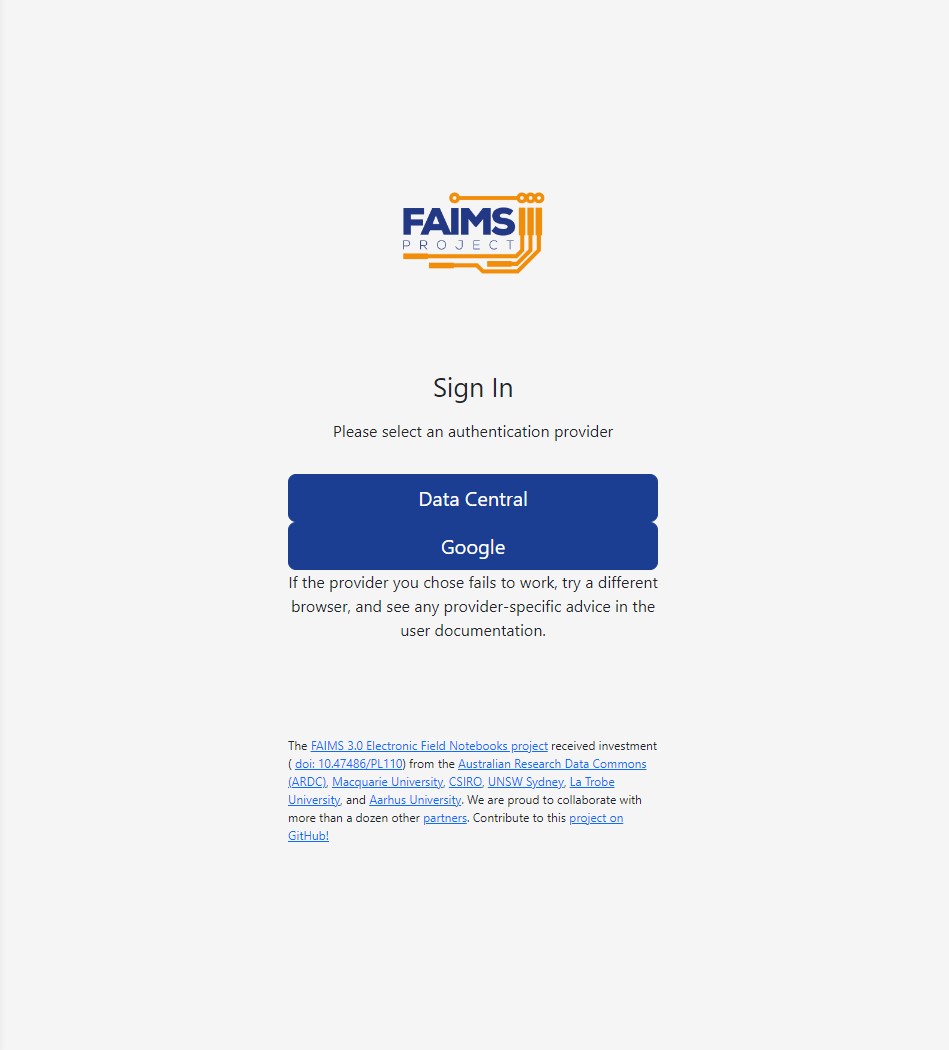 FAIMS
PROJECT
Sign In
Please select an authentication provider
Data Central
Google
If the provider you chose fails to work, try a different
browser, and see any provider-specific advice in the
user documentation.
The FAIMS 3.0 Electronic Field Notebooks project received investment
( doi: 10.47486/PL110) from the Australian Research Data Commons
(ARDC), Macquarie University, CSIRO, UNSW Sydney, La Trobe
University, and Aarhus University. We are proud to collaborate with
more than a dozen other partners. Contribute to this project on
GitHub!